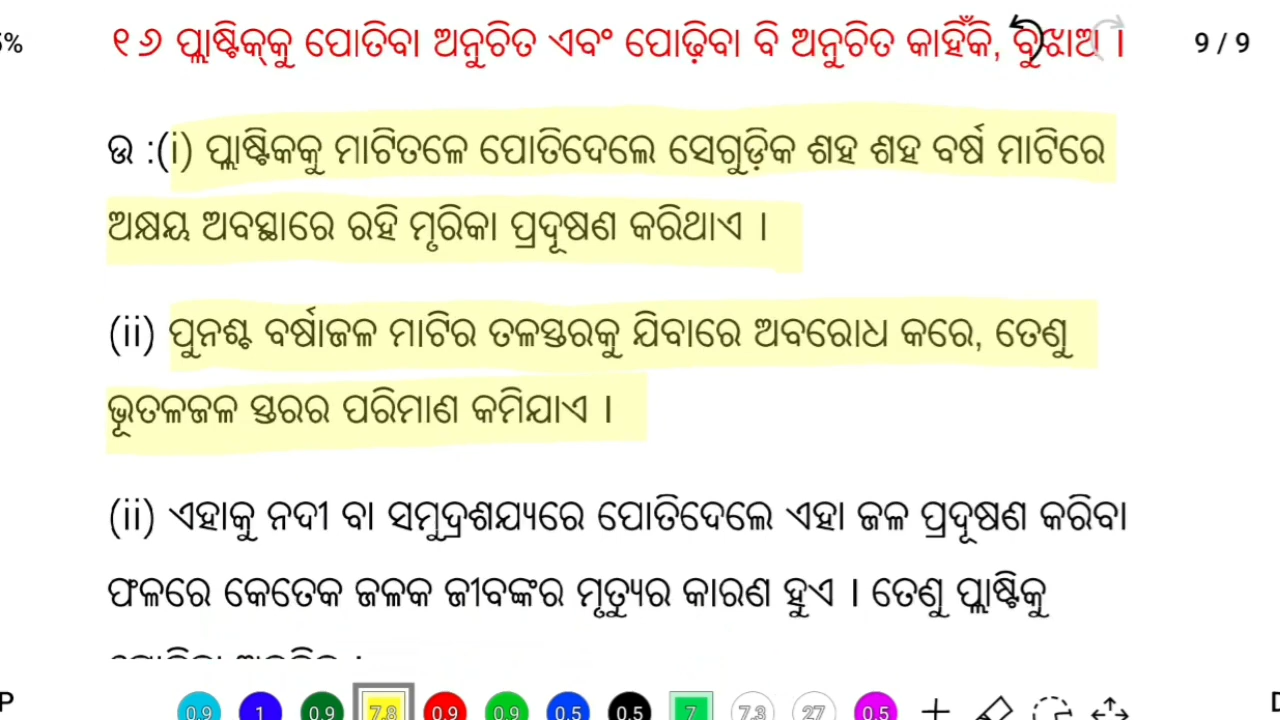 ୧୬ ପ୍ଲାଷ୍ଟିକ୍‌କୁ ପୋତିବା ଅନୁଚିତ ଏବଂ ପୋଢ଼ିବା ବି ଅନୁଚିତ କାହିଁକି, ବୁଝାଅ ।
9 / 9
ଉ :(i) ପ୍ଲାଷ୍ଟିକକୁ ମାଟିତଳେ ପୋତିଦେଲେ ସେଗୁଡ଼ିକ ଶହ ଶହ ବର୍ଷ ମାଟିରେ
ଅକ୍ଷୟ ଅବସ୍ଥାରେ ରହି ମୃରିକା ପ୍ରଦୂଷଣ କରିଥାଏ ।
(ii) ପୁନଶ୍ଚ ବର୍ଷାଜଳ ମାଟିର ତଳସ୍ତରକୁ ଯିବାରେ ଅବରୋଧ କରେ, ତେଣୁ
ଭୂତଳଜଳ ସ୍ତରର ପରିମାଣ କମିଯାଏ ।
(ii) ଏହାକୁ ନଦୀ ବା ସମୁଦ୍ରଶଯ୍ୟରେ ପୋତିଦେଲେ ଏହା ଜଳ ପ୍ରଦୂଷଣ କରିବା
ଫଳରେ କେତେକ ଜଳଜ ଜୀବଙ୍କର ମୃତ୍ୟୁର କାରଣ ହୁଏ । ତେଣୁ ପ୍ଲାଷ୍ଟିକୁ
0.9 1 0.9 7.8 0.9 0.9 0.5 0.5 7 7.3 27 0.5